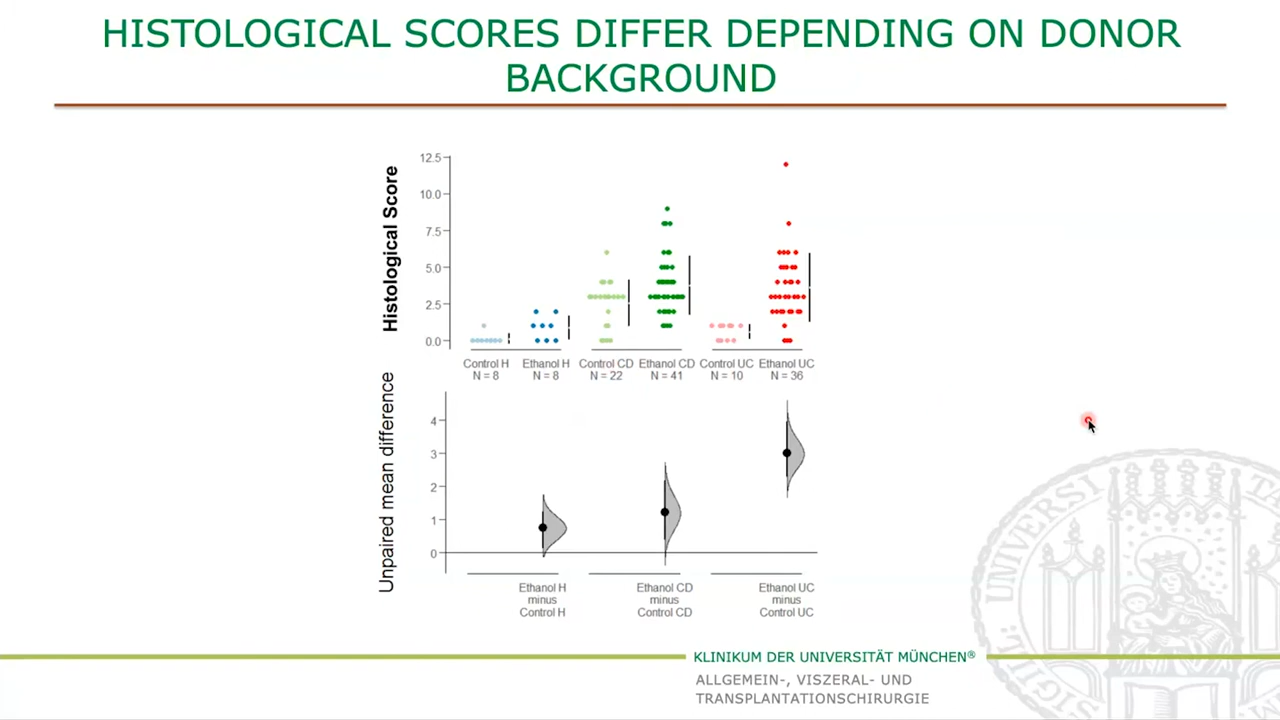 HISTOLOGICAL SCORES DIFFER DEPENDING ON DONOR
BACKGROUND
Histological Score
12.5
10.0
7.5
5.0
2.5
0.0
Control H
N = 8
Ethanol H
N = 8
Control CD
N = 22
Ethanol CD
N = 41
Control UC
N = 10
Ethanol UC
N = 36
Unpaired mean difference
4
3
2
1
0
Ethanol H
minus
Control H
Ethanol CD
minus
Control CD
Ethanol UC
minus
Control UC
KLINIKUM DER UNIVERSITÄT MÜNCHEN®
ALLGEMEIN-, VISZERAL- UND
TRANSPLANTATIONSCHIRURGIE